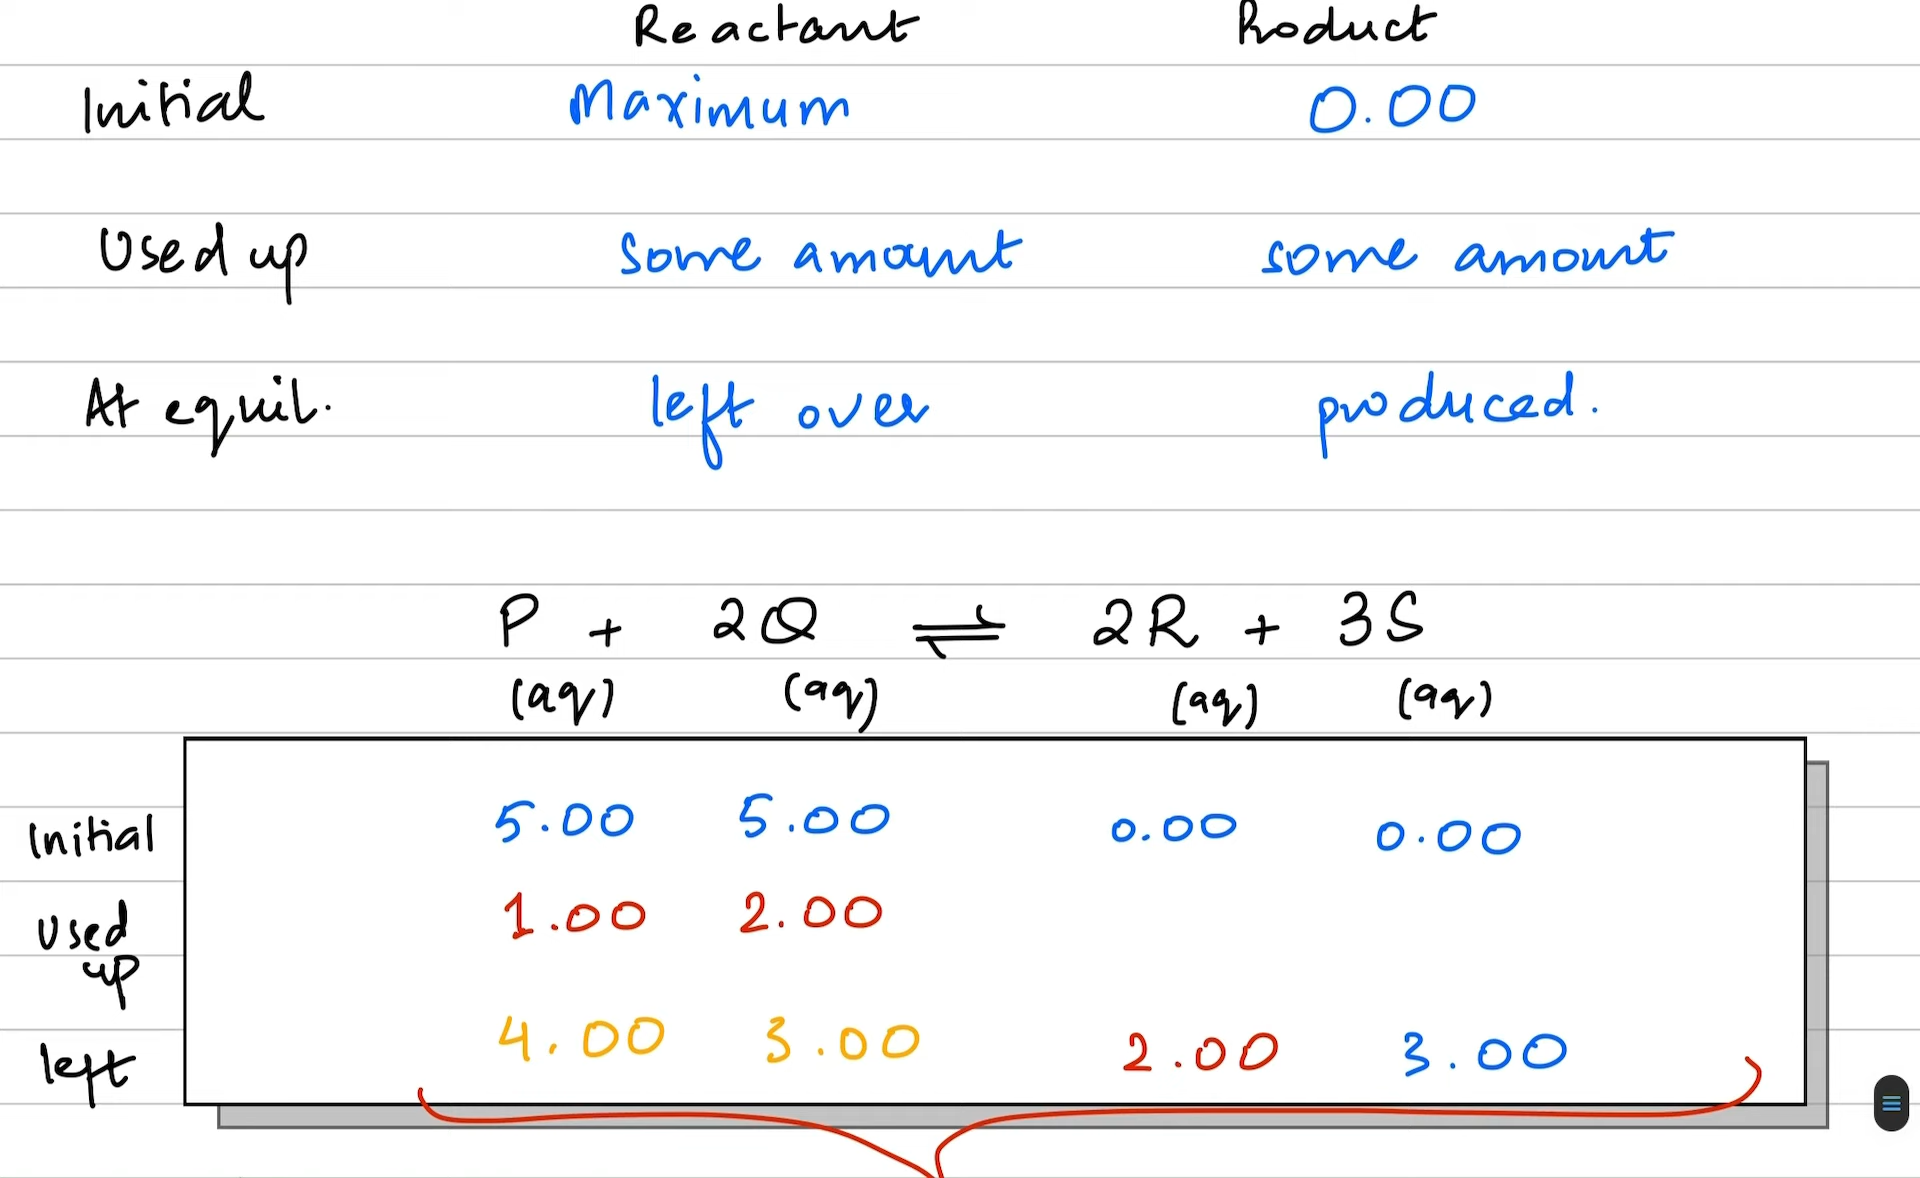 Reactant Product
Initial Maximum 0.00
Used up some amount some amount
At equil. left over produced.
P + 2Q ⇌ 2R + 3S
(aq) (aq) (aq) (aq)
Initial 5.00 5.00 0.00 0.00
Used up 1.00 2.00
left 4.00 3.00 2.00 3.00